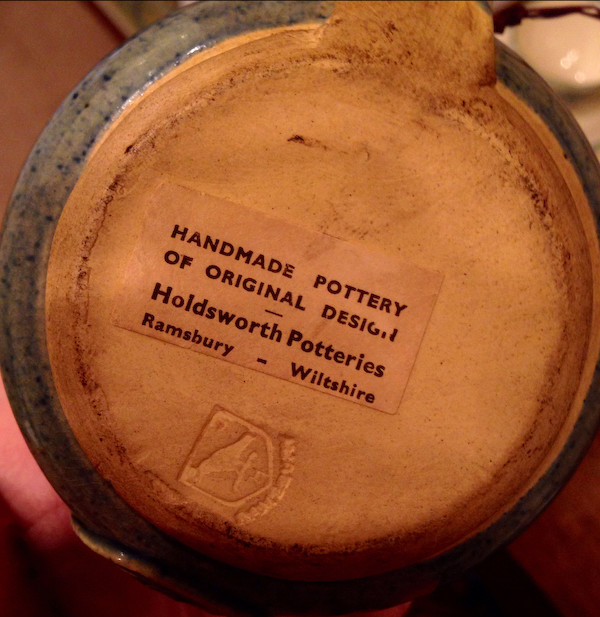 HANDMADE POTTERY
OF ORIGINAL DESIGN
—
Holdsworth Potteries
Ramsbury - Wiltshire